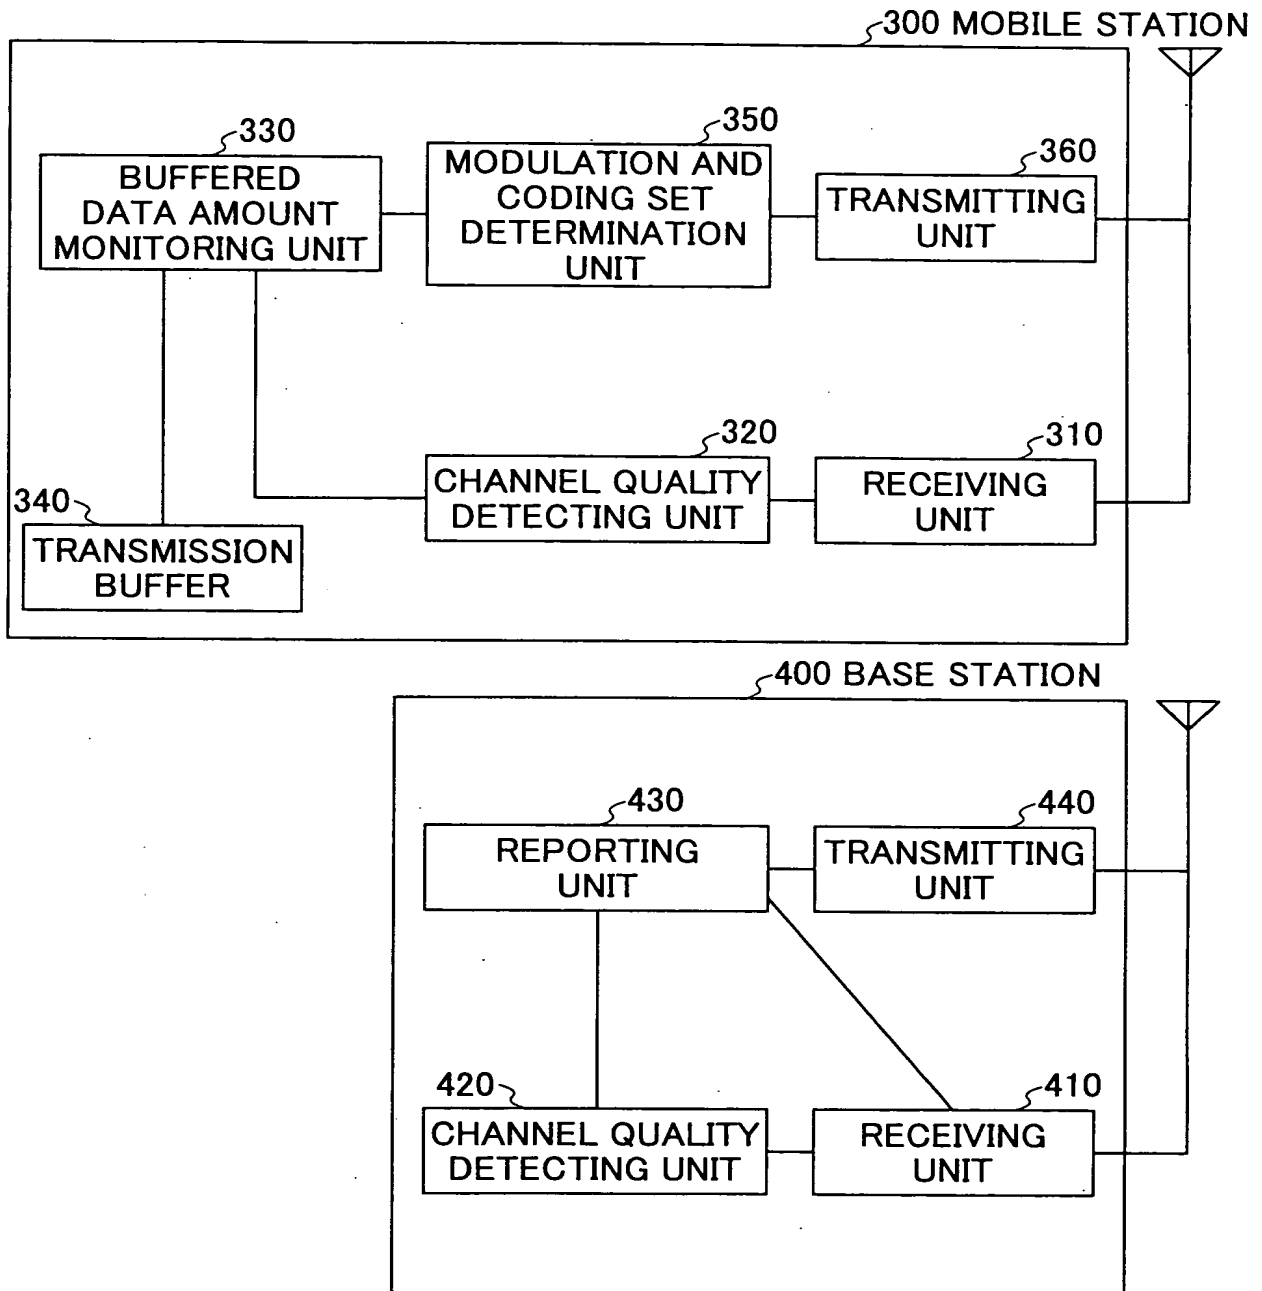 300 MOBILE STATION
330
BUFFERED
DATA AMOUNT
MONITORING UNIT
350
MODULATION AND
CODING SET
DETERMINATION
UNIT
360
TRANSMITTING
UNIT
320
CHANNEL QUALITY
DETECTING UNIT
310
RECEIVING
UNIT
340
TRANSMISSION
BUFFER
400 BASE STATION
430
REPORTING
UNIT
440
TRANSMITTING
UNIT
420
CHANNEL QUALITY
DETECTING UNIT
410
RECEIVING
UNIT